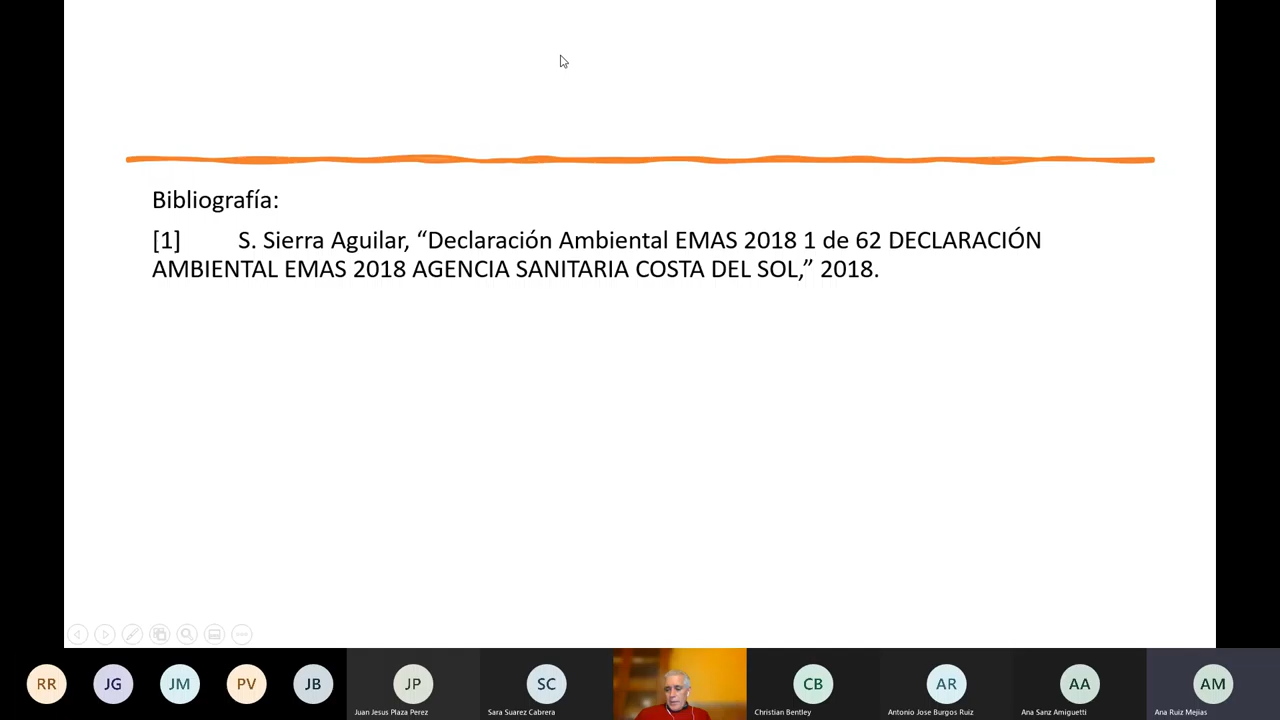 Bibliografía:
[1] S. Sierra Aguilar, “Declaración Ambiental EMAS 2018 1 de 62 DECLARACIÓN
AMBIENTAL EMAS 2018 AGENCIA SANITARIA COSTA DEL SOL,” 2018.
RR JG JM PV JB JP SC CB AR AA AM
Juan Jesus Plaza Perez Sara Suarez Cabrera Christian Bentley Antonio Jose Burgos Ruiz Ana Sanz Amiguetti Ana Ruiz Mejias